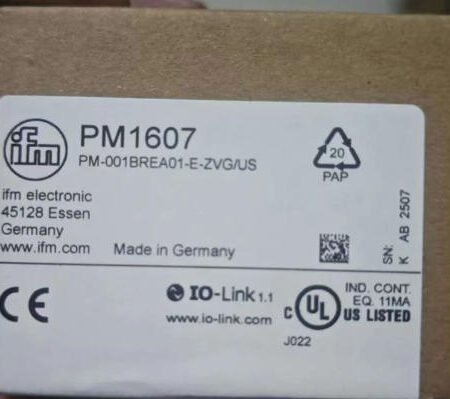 ifm
PM1607
PM-001BREA01-E-ZVG/US
20
PAP
ifm electronic
45128 Essen
Germany
www.ifm.com
Made in Germany
SN:
K AB 2507
CE
IO-Link 1.1
www.io-link.com
C UL US LISTED
IND. CONT.
EQ. 11MA
J022